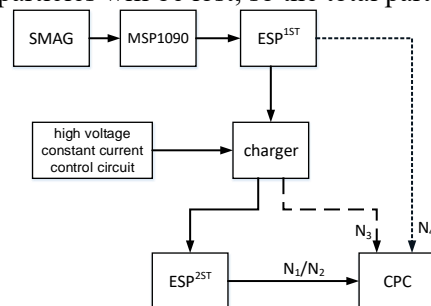 particles will be lost, so the total part
SMAG
MSP1090
ESP1ST
high voltage
constant current
control circuit
charger
N3
ESP2ST
N1/N2
CPC